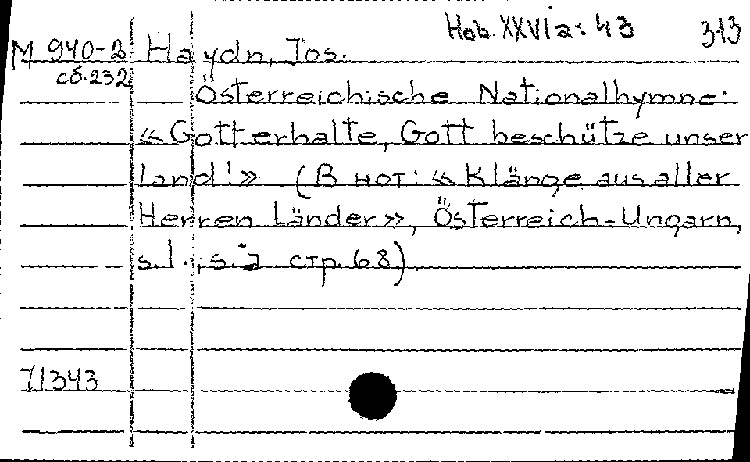 Hob. XXVIa: 43 313
M 940-2 Haydn, Jos.
сб.232
Österreichische Nationalhymne:
«Gott erhalte, Gott beschütze unser
land!» (В нот: «Klänge aus aller
Herren Länder», Österreich-Ungarn,
s.l., s.a стр. 68)
71343